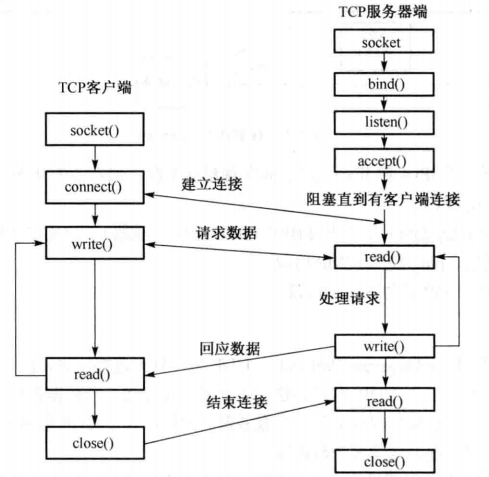 TCP服务器端
socket
bind()
listen()
accept()
阻塞直到有客户端连接
read()
处理请求
write()
read()
close()
TCP客户端
socket()
connect()
write()
read()
close()
建立连接
请求数据
回应数据
结束连接